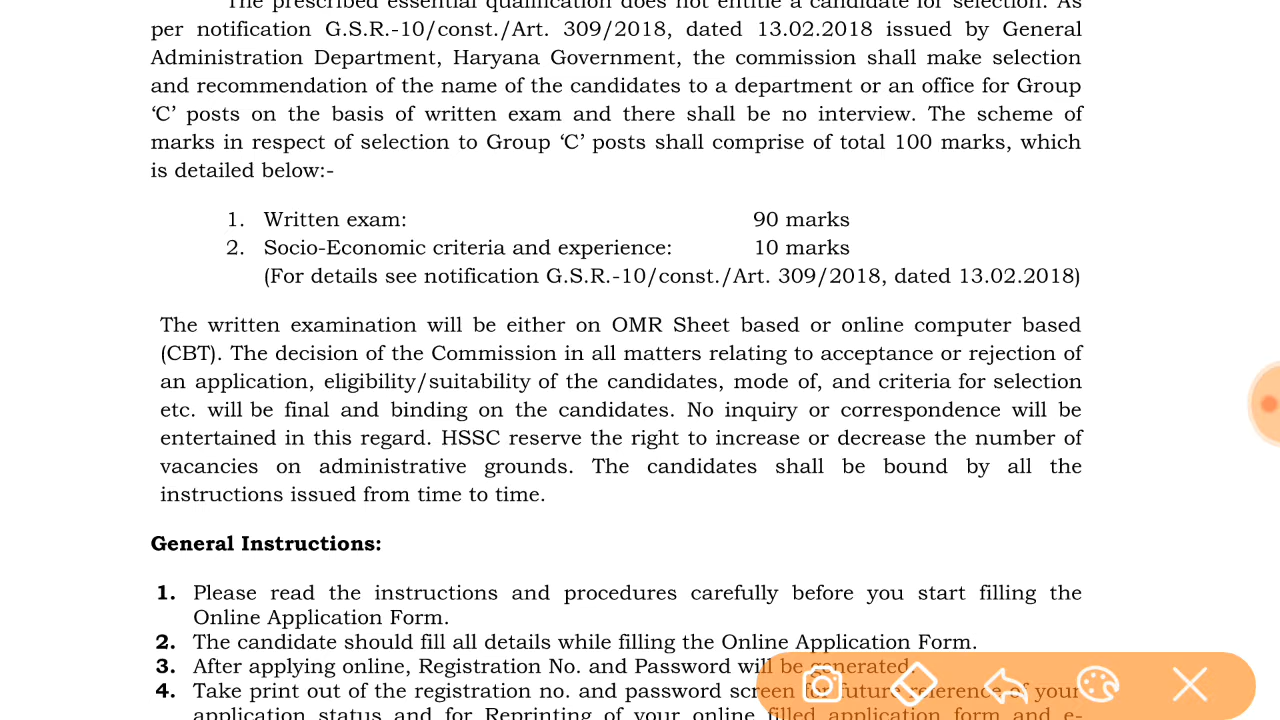 The prescribed essential qualification does not entitle a candidate for selection. As
per notification G.S.R.-10/const./Art. 309/2018, dated 13.02.2018 issued by General
Administration Department, Haryana Government, the commission shall make selection
and recommendation of the name of the candidates to a department or an office for Group
‘C’ posts on the basis of written exam and there shall be no interview. The scheme of
marks in respect of selection to Group ‘C’ posts shall comprise of total 100 marks, which
is detailed below:-
1. Written exam: 90 marks
2. Socio-Economic criteria and experience: 10 marks
(For details see notification G.S.R.-10/const./Art. 309/2018, dated 13.02.2018)
The written examination will be either on OMR Sheet based or online computer based
(CBT). The decision of the Commission in all matters relating to acceptance or rejection of
an application, eligibility/suitability of the candidates, mode of, and criteria for selection
etc. will be final and binding on the candidates. No inquiry or correspondence will be
entertained in this regard. HSSC reserve the right to increase or decrease the number of
vacancies on administrative grounds. The candidates shall be bound by all the
instructions issued from time to time.
General Instructions:
1. Please read the instructions and procedures carefully before you start filling the
Online Application Form.
2. The candidate should fill all details while filling the Online Application Form.
3. After applying online, Registration No. and Password will be generated.
4. Take print out of the registration no. and password screen for future reference of your
application status and for Reprinting of your online filled application form and e-